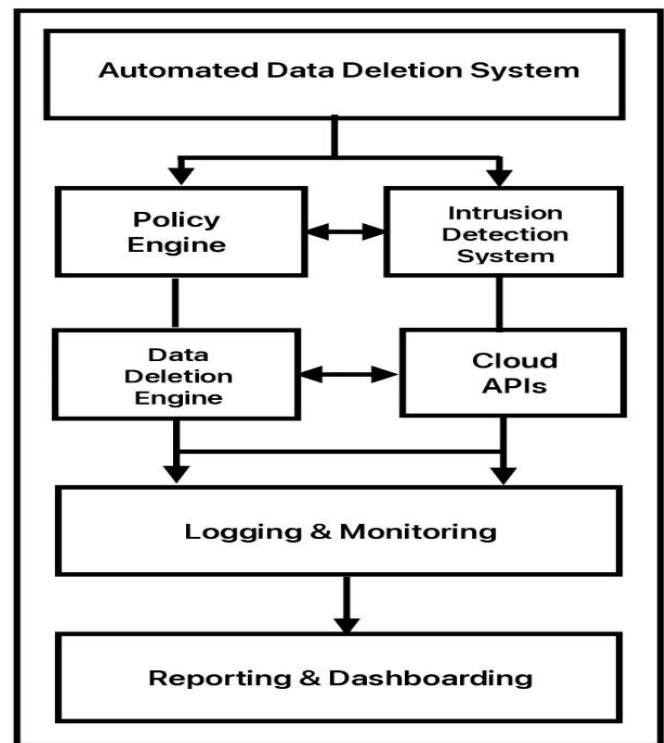 Automated Data Deletion System
Policy
Engine
Intrusion
Detection
System
Data
Deletion
Engine
Cloud
APIs
Logging & Monitoring
Reporting & Dashboarding